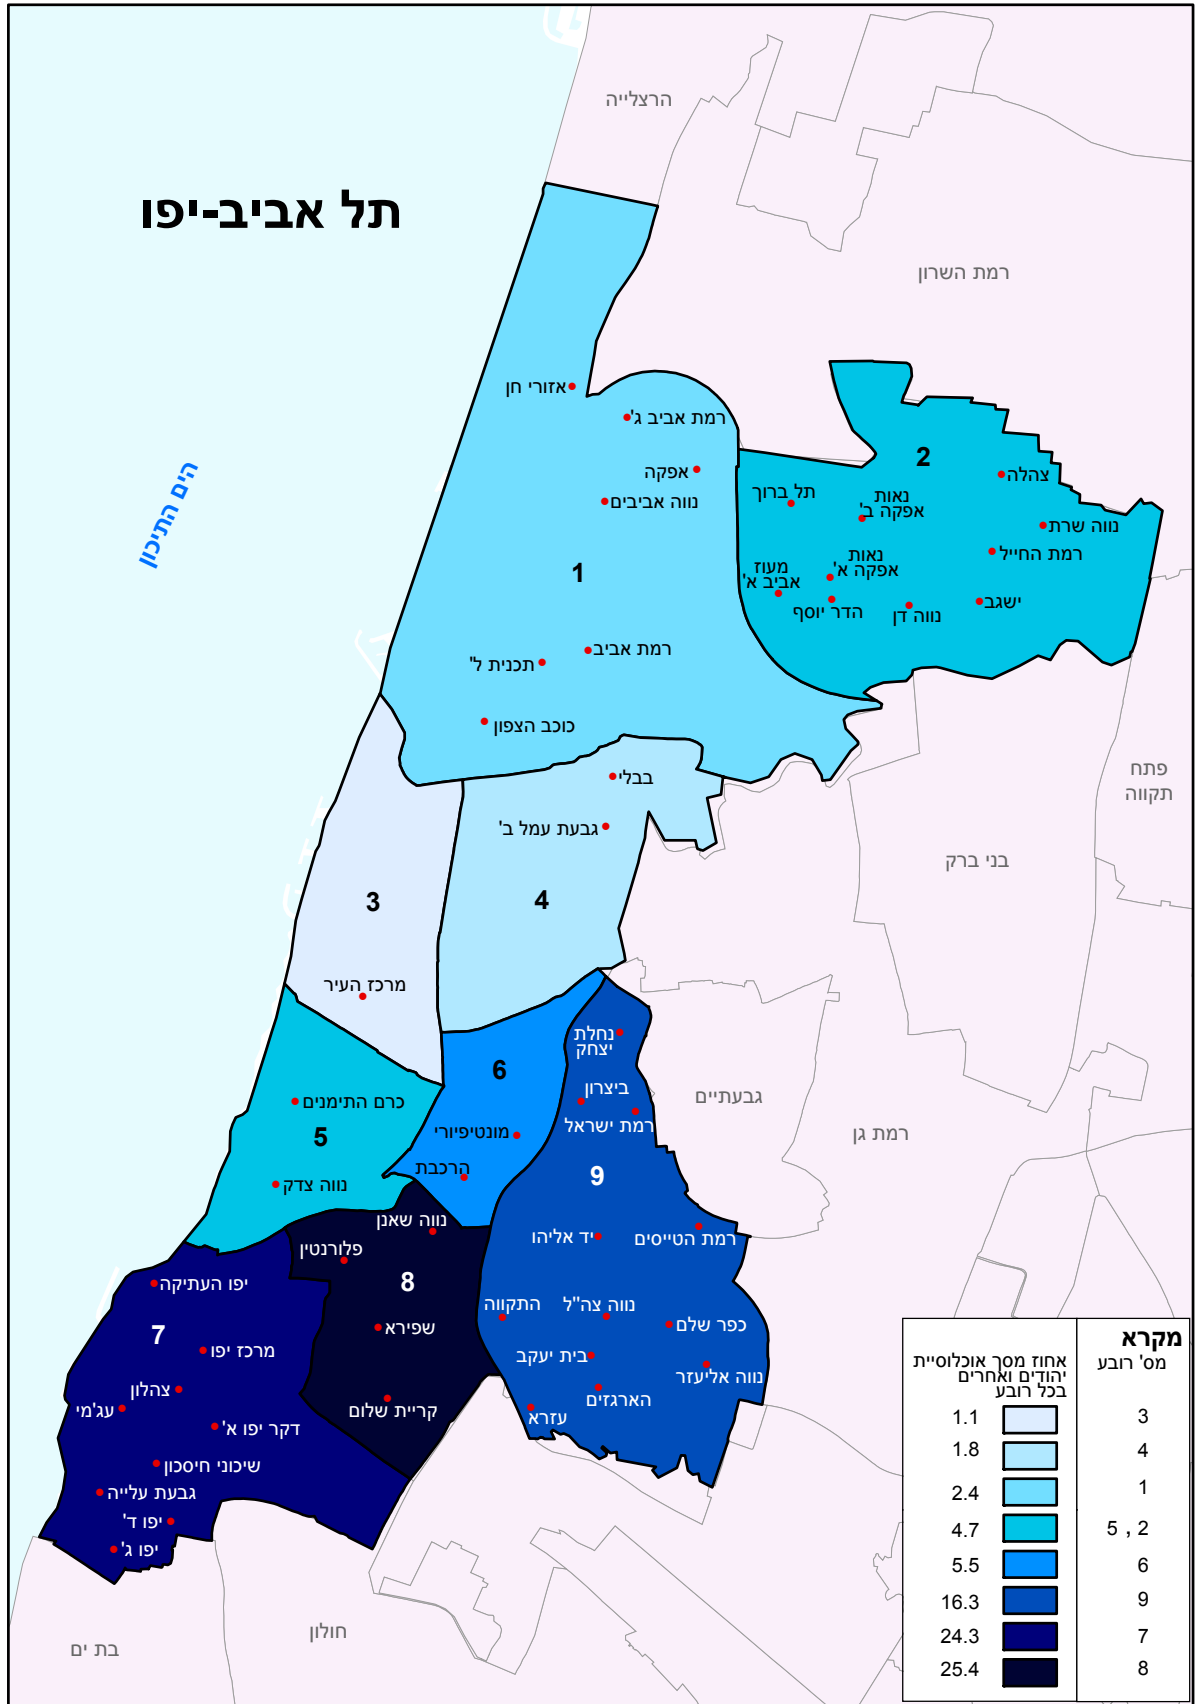 הרצלייה
תל אביב-יפו
רמת השרון
הים התיכון
אזורי חן
רמת אביב ג'
אפקה
נווה אביבים
1
רמת אביב
תכנית ל'
כוכב הצפון
2
צהלה
תל ברוך
נאות
אפקה ב'
נווה שרת
רמת החייל
נאות
אפקה א'
מעוז
אביב א'
הדר יוסף
נווה דן
ישגב
פתח
תקווה
בבלי
גבעת עמל ב'
4
בני ברק
3
מרכז העיר
נחלת
יצחק
6
ביצרון
רמת ישראל
גבעתיים
רמת גן
כרם התימנים
5
נווה צדק
מונטיפיורי
הרכבת
9
נווה שאנן
פלורנטין
8
שפירא
קריית שלום
יד אליהו
רמת הטייסים
התקווה
נווה צה"ל
כפר שלם
בית יעקב
נווה אליעזר
הארגזים
עזרא
יפו העתיקה
7
מרכז יפו
צהלון
עג'מי
דקר יפו א'
שיכוני חיסכון
גבעת עלייה
יפו ד'
יפו ג'
חולון
בת ים
מקרא
מס' רובע
אחוז מסך אוכלוסיית
יהודים ואחרים
בכל רובע
3 1.1
4 1.8
1 2.4
5 , 2 4.7
6 5.5
9 16.3
7 24.3
8 25.4